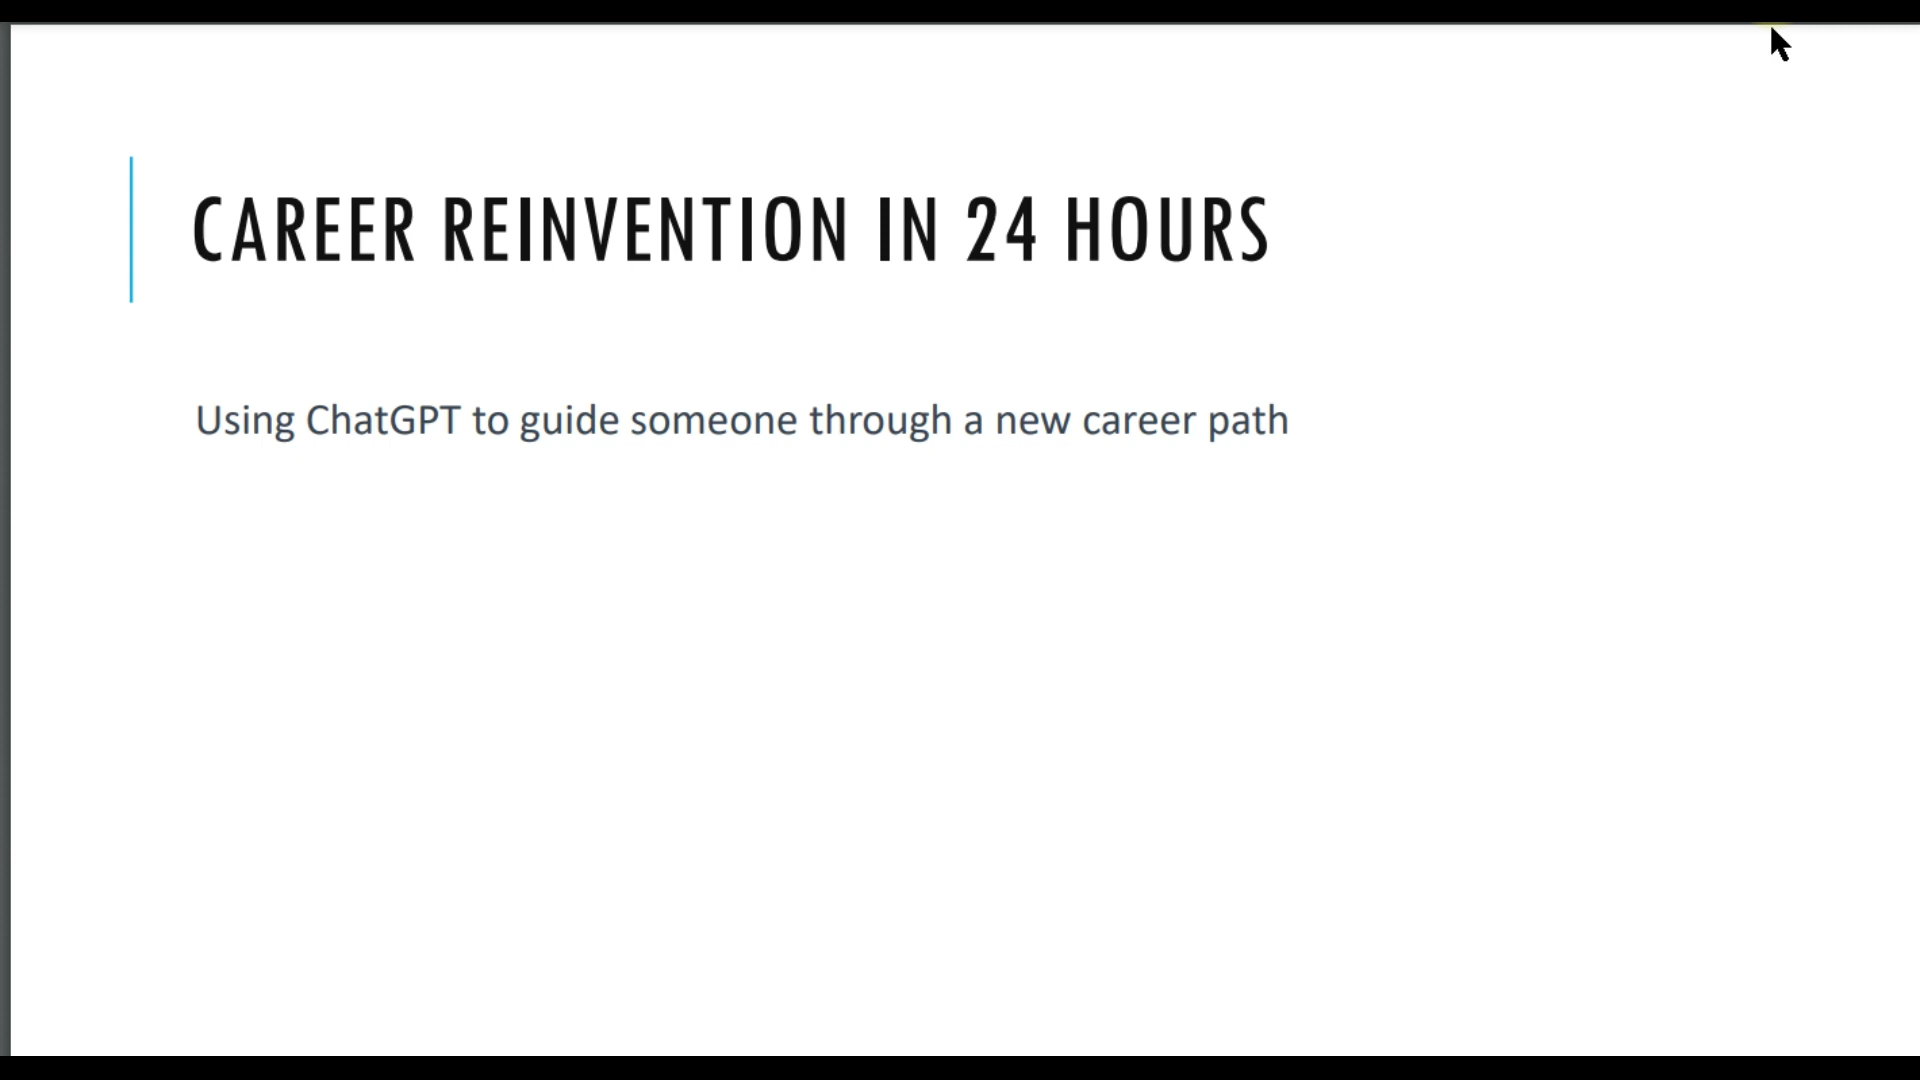 CAREER REINVENTION IN 24 HOURS
Using ChatGPT to guide someone through a new career path